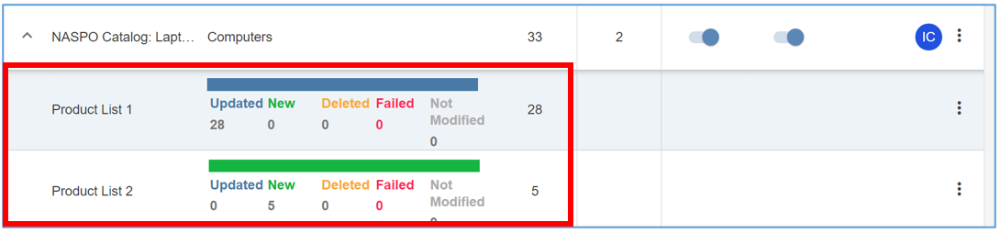 NASPO Catalog: Lapt... Computers 33 2 IC
Product List 1 28
Updated New Deleted Failed Not Modified
28 0 0 0 0
Product List 2 5
Updated New Deleted Failed Not Modified
0 5 0 0 0